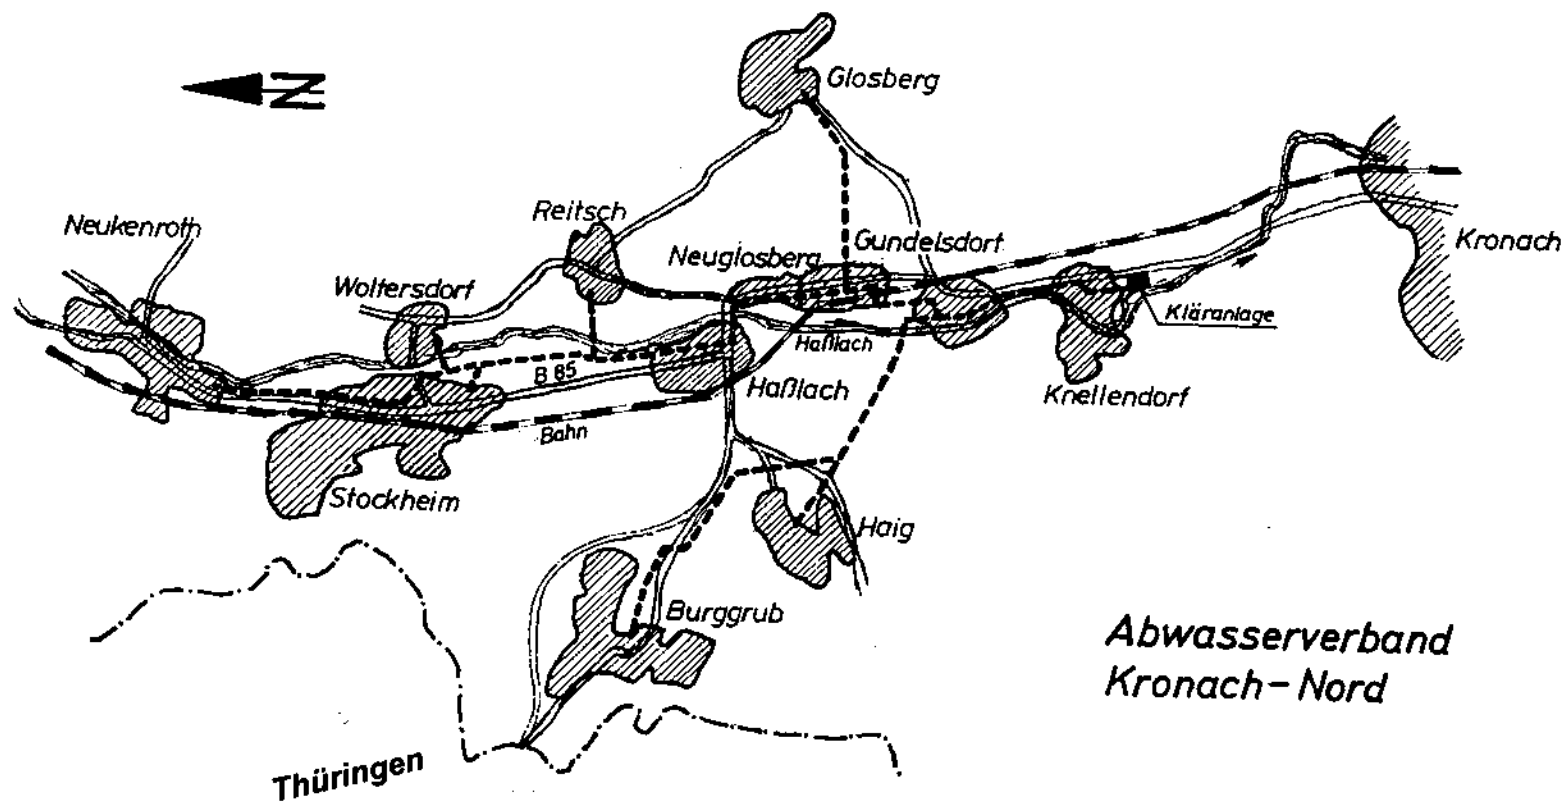 Glosberg
N
Reitsch
Neukenroth
Gundelsdorf
Neuglosberg
Kronach
Woltersdorf
Kläranlage
Haßlach
B 85
Haßlach
Knellendorf
Bahn
Stockheim
Haig
Burggrub
Abwasserverband
Kronach-Nord
Thüringen